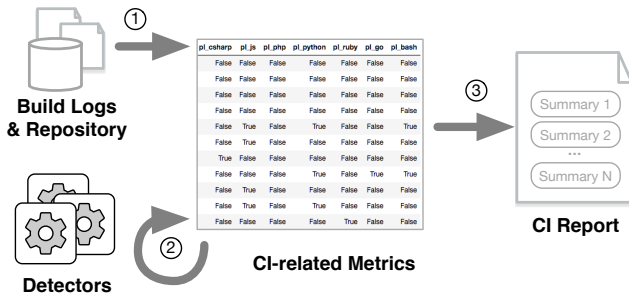 ①
pl_csharp pl_js pl_php pl_python pl_ruby pl_go pl_bash
False False False False False False False
False False False False False False False
False False False False False False False
False False False False False False False
False True False True False False True
False True False False False False False
True False False False False False False
False False False True False True True
False True False False False False False
False True False False False False False
False False False False True False False
Build Logs
& Repository
③
Summary 1
Summary 2
...
Summary N
CI Report
②
Detectors
CI-related Metrics